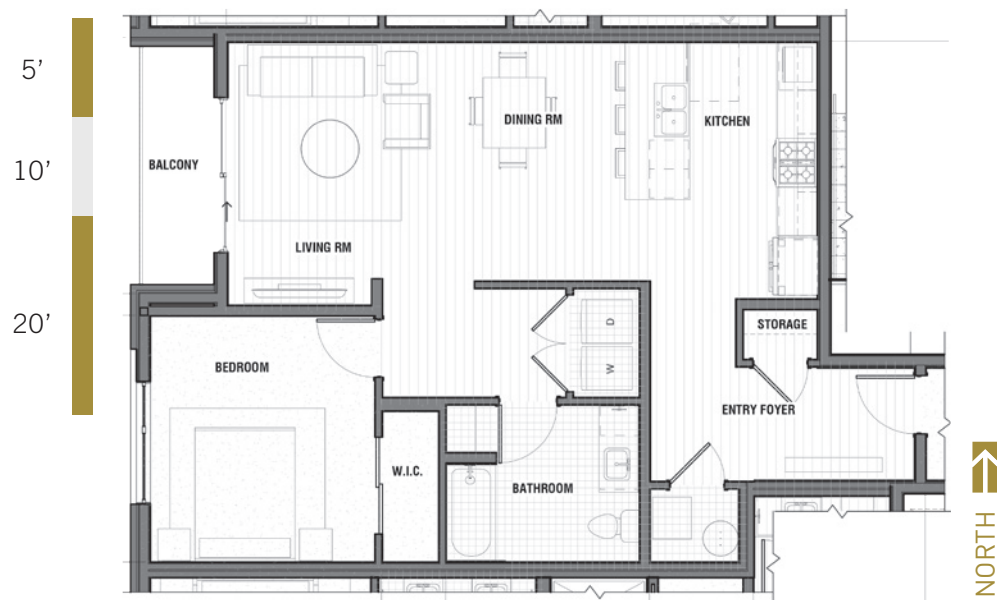 5’
10’
20’
BALCONY
LIVING RM
DINING RM
KITCHEN
STORAGE
D
W
BEDROOM
W.I.C.
BATHROOM
ENTRY FOYER
NORTH